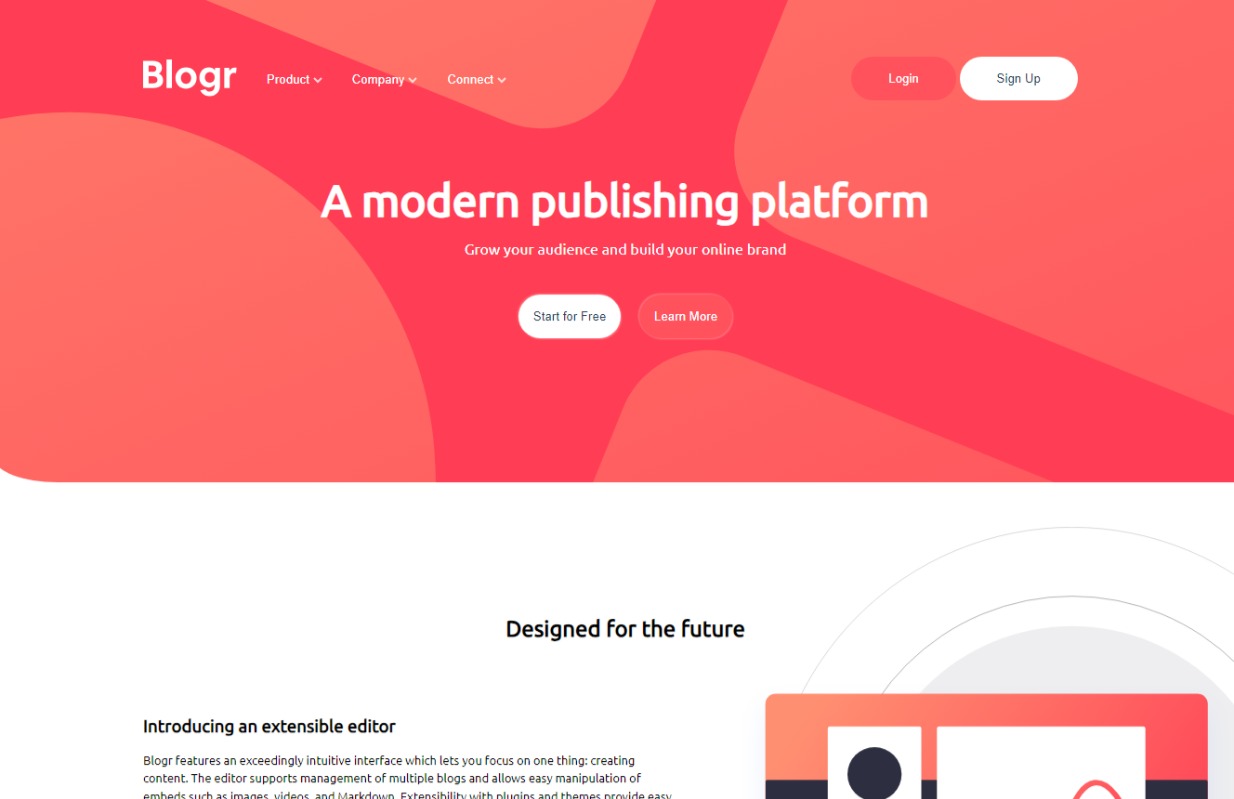 Blogr Product Company Connect Login Sign Up
A modern publishing platform
Grow your audience and build your online brand
Start for Free Learn More
Designed for the future
Introducing an extensible editor
Blogr features an exceedingly intuitive interface which lets you focus on one thing: creating
content. The editor supports management of multiple blogs and allows easy manipulation of
embeds such as images, videos, and Markdown. Extensibility with plugins and themes provide easy